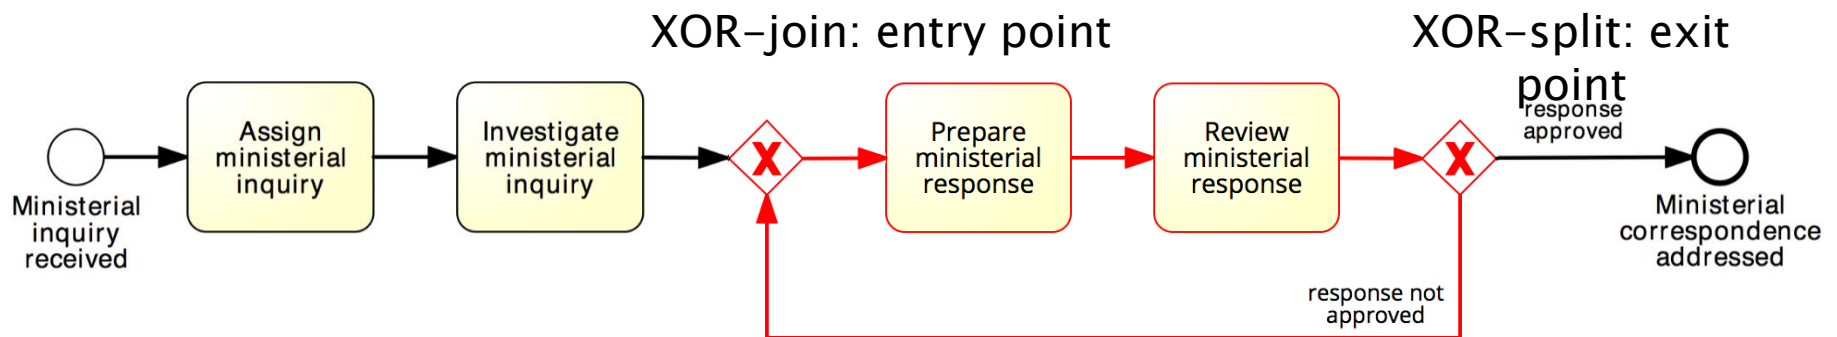 XOR-join: entry point
XOR-split: exit
point
Ministerial
inquiry
received
Assign
ministerial
inquiry
Investigate
ministerial
inquiry
X
Prepare
ministerial
response
Review
ministerial
response
X
response
approved
response not
approved
Ministerial
correspondence
addressed